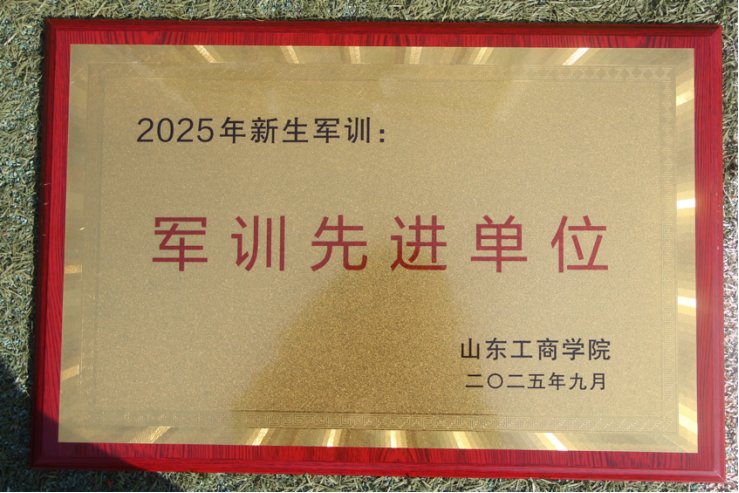 2025年新生军训：
军训先进单位
山东工商学院
二〇二五年九月